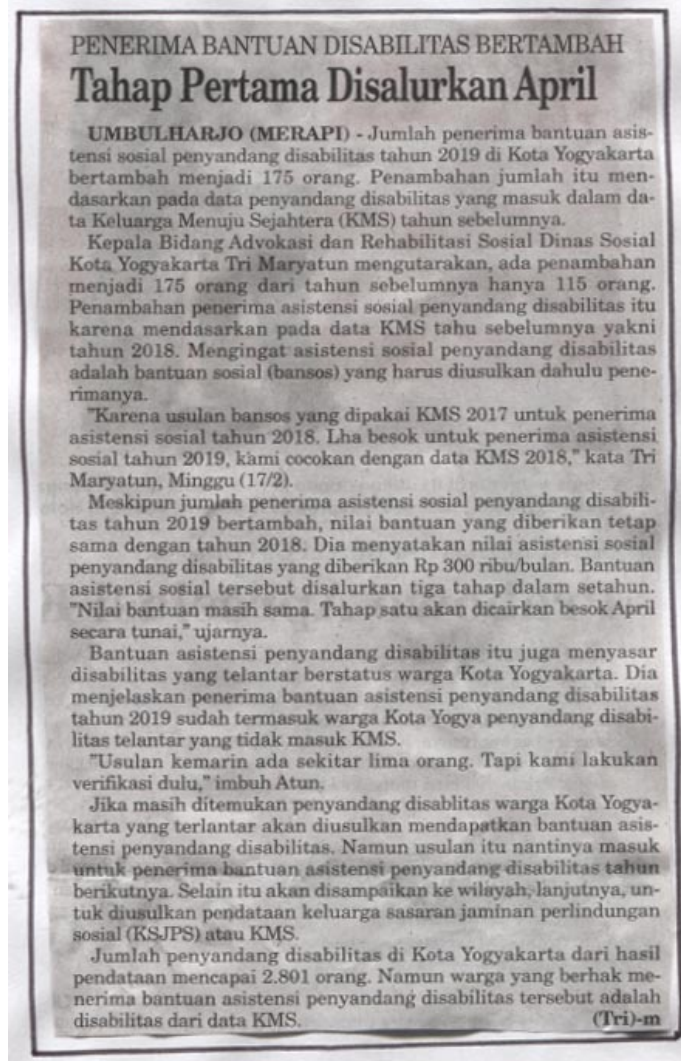 PENERIMA BANTUAN DISABILITAS BERTAMBAH
Tahap Pertama Disalurkan April
UMBULHARJO (MERAPI) - Jumlah penerima bantuan asis-
tensi sosial penyandang disabilitas tahun 2019 di Kota Yogyakarta
bertambah menjadi 175 orang. Penambahan jumlah itu men-
dasarkan pada data penyandang disabilitas yang masuk dalam da-
ta Keluarga Menuju Sejahtera (KMS) tahun sebelumnya.
Kepala Bidang Advokasi dan Rehabilitasi Sosial Dinas Sosial
Kota Yogyakarta Tri Maryatun mengutarakan, ada penambahan
menjadi 175 orang dari tahun sebelumnya hanya 115 orang.
Penambahan penerima asistensi sosial penyandang disabilitas itu
karena mendasarkan pada data KMS tahu sebelumnya yakni
tahun 2018. Mengingat asistensi sosial penyandang disabilitas
adalah bantuan sosial (bansos) yang harus diusulkan dahulu pene-
rimanya.
"Karena usulan bansos yang dipakai KMS 2017 untuk penerima
asistensi sosial tahun 2018. Lha besok untuk penerima asistensi
sosial tahun 2019, kami cocokan dengan data KMS 2018," kata Tri
Maryatun, Minggu (17/2).
Meskipun jumlah penerima asistensi sosial penyandang disabili-
tas tahun 2019 bertambah, nilai bantuan yang diberikan tetap
sama dengan tahun 2018. Dia menyatakan nilai asistensi sosial
penyandang disabilitas yang diberikan Rp 300 ribu/bulan. Bantuan
asistensi sosial tersebut disalurkan tiga tahap dalam setahun.
"Nilai bantuan masih sama. Tahap satu akan dicairkan besok April
secara tunai," ujarnya.
Bantuan asistensi penyandang disabilitas itu juga menyasar
disabilitas yang telantar berstatus warga Kota Yogyakarta. Dia
menjelaskan penerima bantuan asistensi penyandang disabilitas
tahun 2019 sudah termasuk warga Kota Yogya penyandang disabi-
litas telantar yang tidak masuk KMS.
"Usulan kemarin ada sekitar lima orang. Tapi kami lakukan
verifikasi dulu," imbuh Atun.
Jika masih ditemukan penyandang disablitas warga Kota Yogya-
karta yang terlantar akan diusulkan mendapatkan bantuan asis-
tensi penyandang disabilitas. Namun usulan itu nantinya masuk
untuk penerima bantuan asistensi penyandang disabilitas tahun
berikutnya. Selain itu akan disampaikan ke wilayah, lanjutnya, un-
tuk diusulkan pendataan keluarga sasaran jaminan perlindungan
sosial (KSJPS) atau KMS.
Jumlah penyandang disabilitas di Kota Yogyakarta dari hasil
pendataan mencapai 2.801 orang. Namun warga yang berhak me-
nerima bantuan asistensi penyandang disabilitas tersebut adalah
disabilitas dari data KMS. (Tri)-m